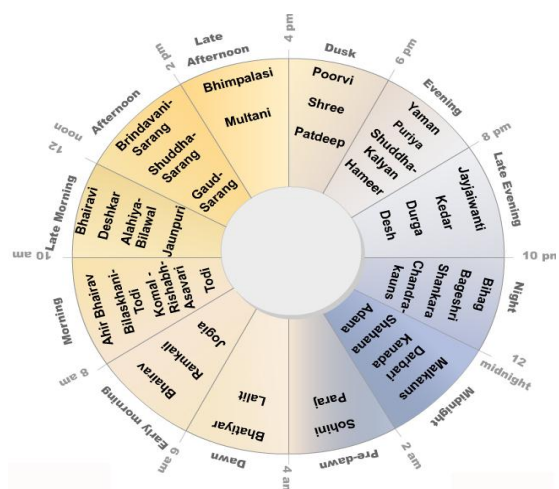 4 pm
Dusk
Poorvi
Shree
Patdeep
6 pm
Evening
Yaman
Puriya
Shuddha-
Kalyan
Hameer
8 pm
Late Evening
Jayjaiwanti
Kedar
Durga
Desh
10 pm
Night
Bihag
Bageshri
Shankara
Chandra-
kauns
12
midnight
Midnight
Malkauns
Darbari
Kanada
Shahana
Adana
2 am
Pre-dawn
Sohini
Paraj
4 am
Dawn
Bhatiyar
Lalit
6 am
Early morning
Bhairav
Ramkali
Jogia
8 am
Morning
Ahir Bhairav
Bilaskhani-
Todi
Komal-
Rishabh-
Asavari
Todi
10 am
Late Morning
Bhairavi
Deshkar
Alahiya-
Bilawal
Jaunpuri
12
noon
Afternoon
Brindavani-
Sarang
Shuddha-
Sarang
Gaud-
Sarang
2 pm
Late
Afternoon
Bhimpalasi
Multani